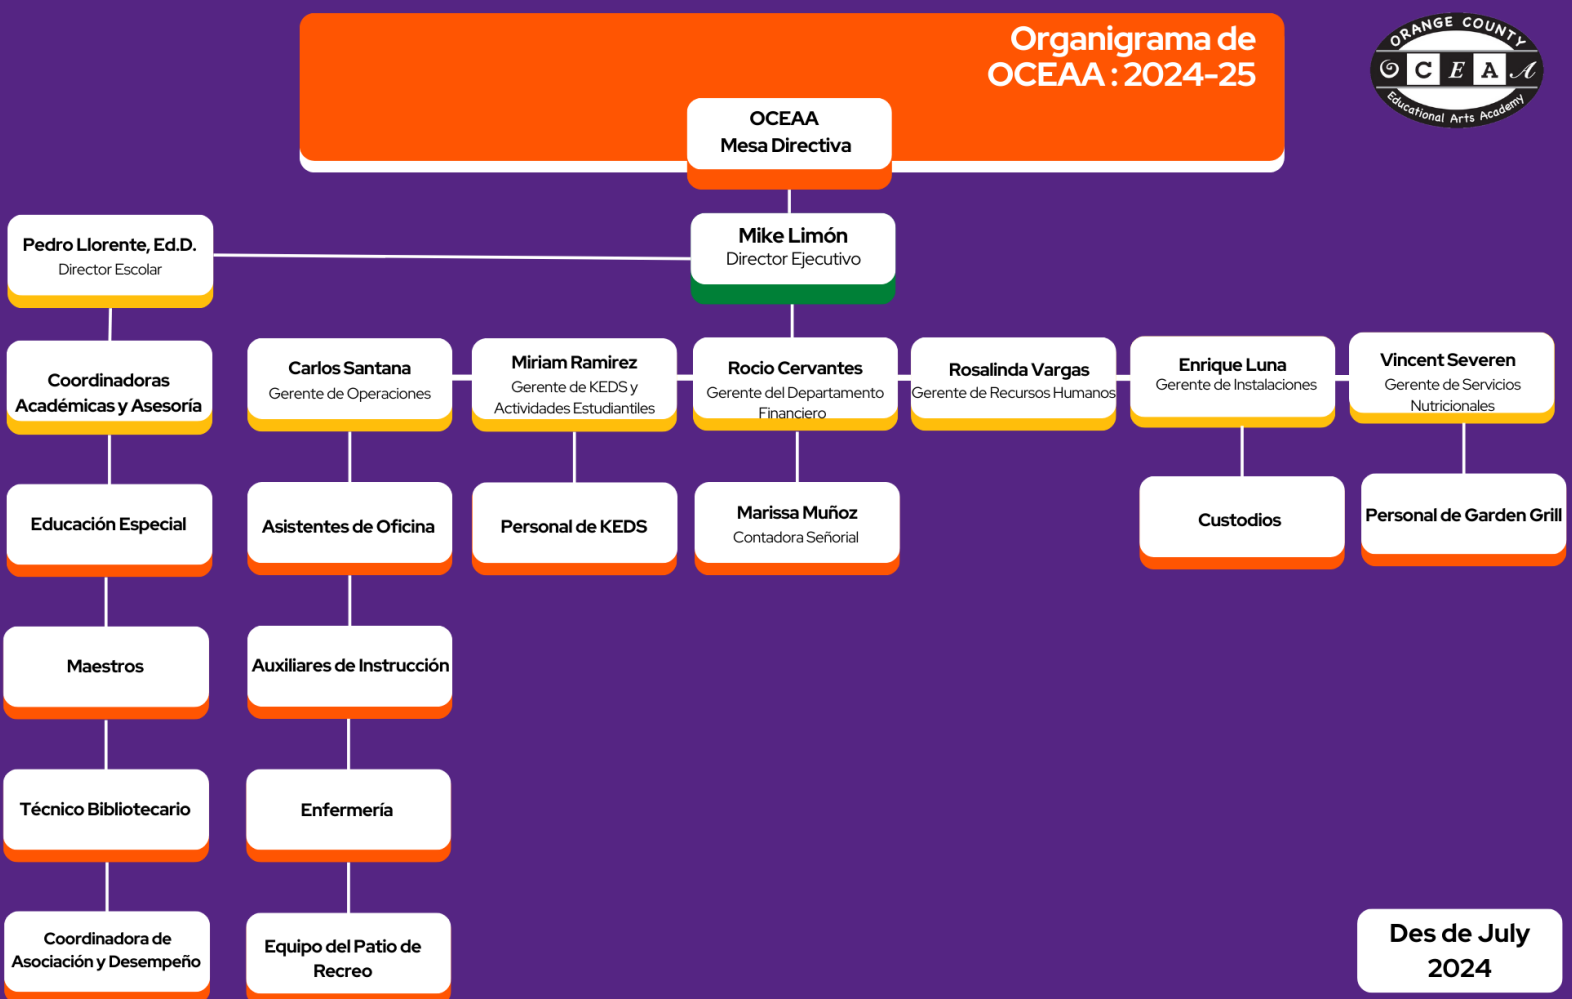 Organigrama de
OCEAA : 2024-25
ORANGE COUNTY
OCEAA
Educational Arts Academy
OCEAA
Mesa Directiva
Pedro Llorente, Ed.D.
Director Escolar
Mike Limón
Director Ejecutivo
Coordinadoras
Académicas y Asesoría
Carlos Santana
Gerente de Operaciones
Miriam Ramirez
Gerente de KEDS y
Actividades Estudiantiles
Rocio Cervantes
Gerente del Departamento
Financiero
Rosalinda Vargas
Gerente de Recursos Humanos
Enrique Luna
Gerente de Instalaciones
Vincent Severen
Gerente de Servicios
Nutricionales
Educación Especial
Asistentes de Oficina
Personal de KEDS
Marissa Muñoz
Contadora Señorial
Custodios
Personal de Garden Grill
Maestros
Auxiliares de Instrucción
Técnico Bibliotecario
Enfermería
Coordinadora de
Asociación y Desempeño
Equipo del Patio de
Recreo
Des de July
2024